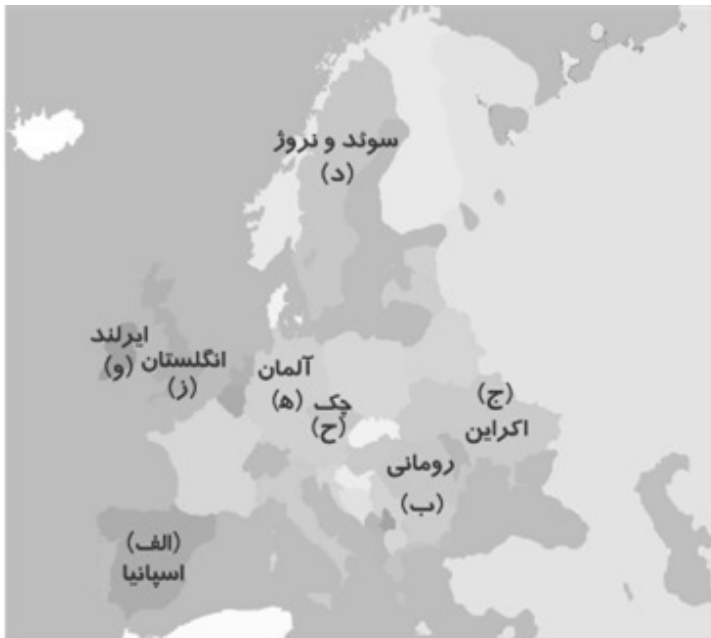 سوئد و نروژ
(د)
ایرلند
(و)
انگلستان
(ز)
آلمان
(ه)
چک
(ح)
(ج)
اکراین
رومانی
(ب)
(الف)
اسپانیا